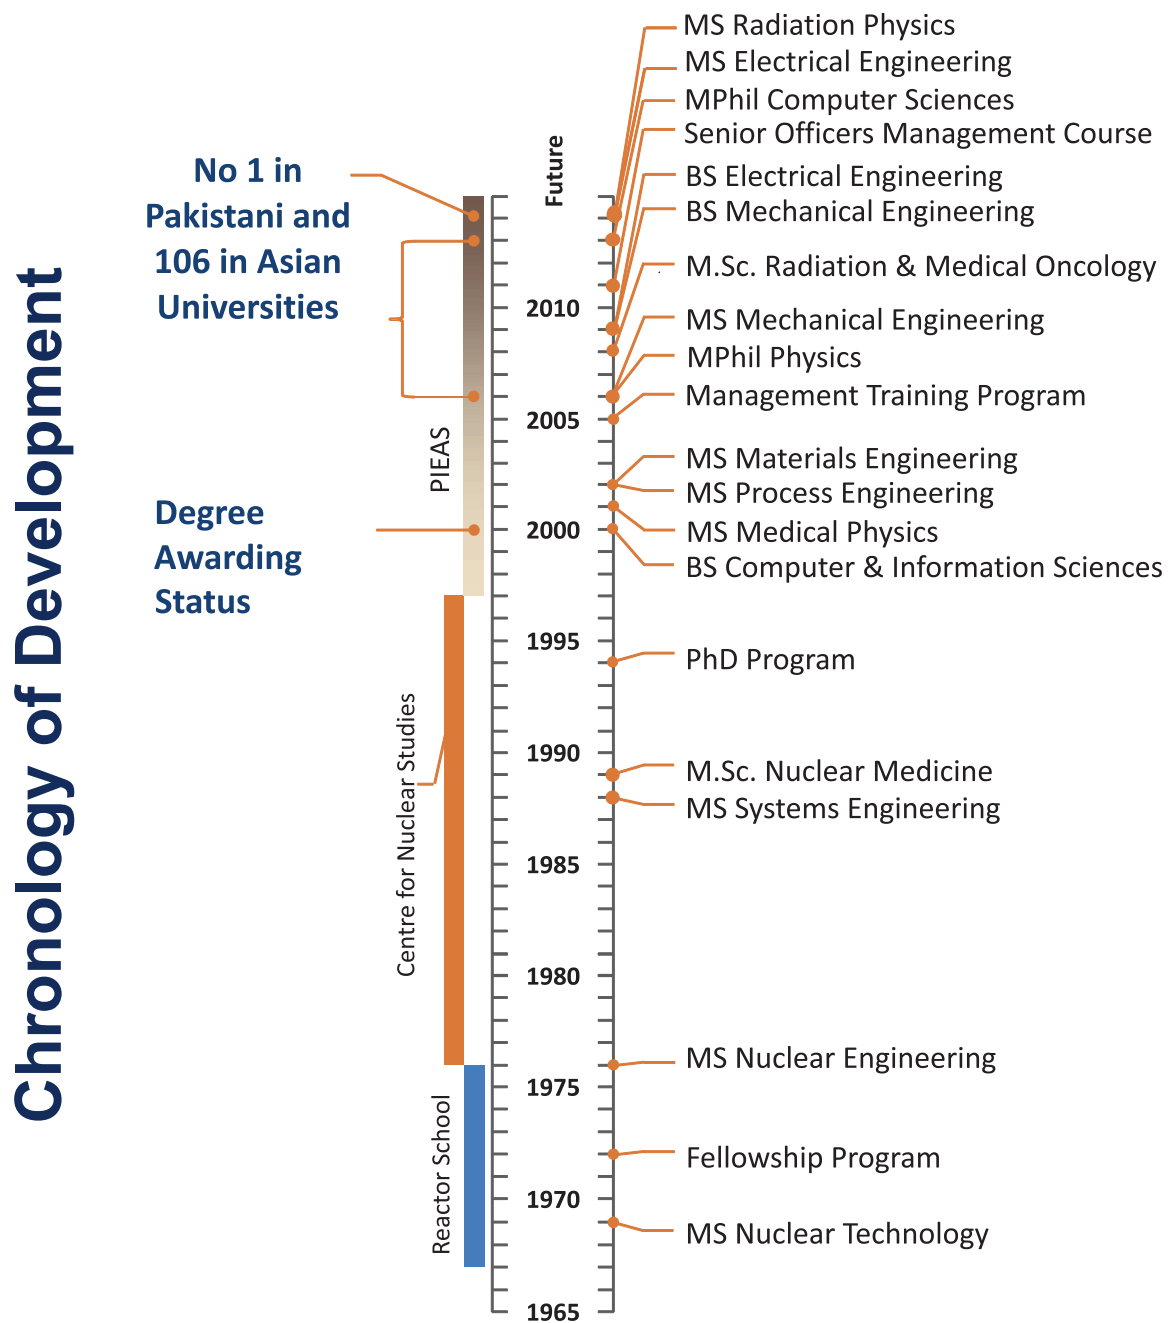 Chronology of Development
No 1 in
Pakistani and
106 in Asian
Universities
Degree
Awarding
Status
PIEAS
Centre for Nuclear Studies
Reactor School
Future
2010
2005
2000
1995
1990
1985
1980
1975
1970
1965
MS Radiation Physics
MS Electrical Engineering
MPhil Computer Sciences
Senior Officers Management Course
BS Electrical Engineering
BS Mechanical Engineering
M.Sc. Radiation & Medical Oncology
MS Mechanical Engineering
MPhil Physics
Management Training Program
MS Materials Engineering
MS Process Engineering
MS Medical Physics
BS Computer & Information Sciences
PhD Program
M.Sc. Nuclear Medicine
MS Systems Engineering
MS Nuclear Engineering
Fellowship Program
MS Nuclear Technology